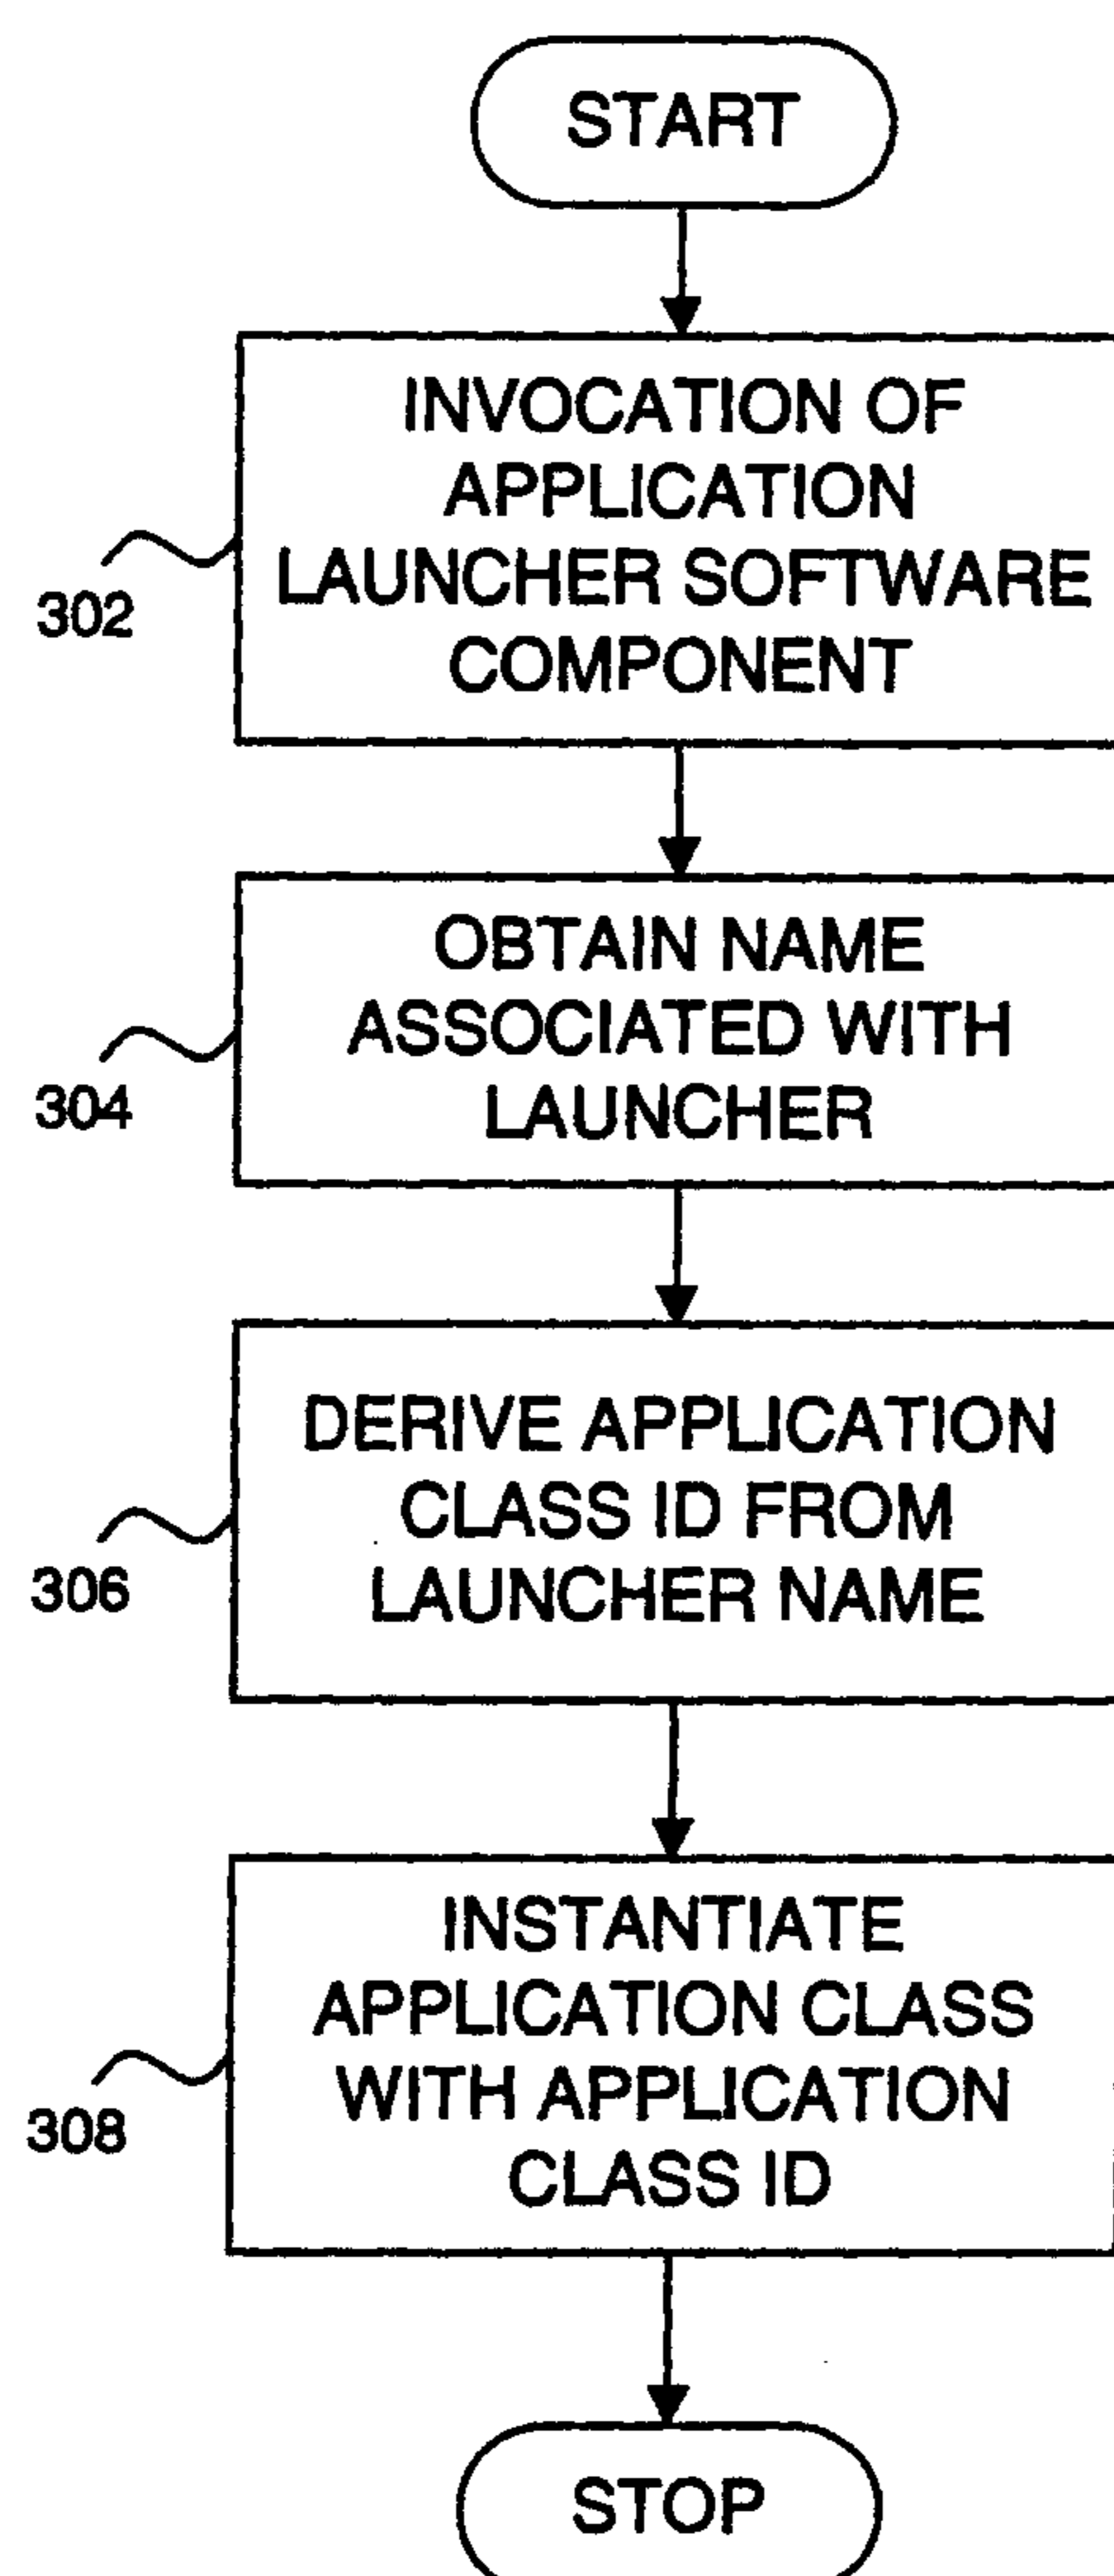 START
INVOCATION OF
APPLICATION
LAUNCHER SOFTWARE
COMPONENT
302
OBTAIN NAME
ASSOCIATED WITH
LAUNCHER
304
DERIVE APPLICATION
CLASS ID FROM
LAUNCHER NAME
306
INSTANTIATE
APPLICATION CLASS
WITH APPLICATION
CLASS ID
308
STOP